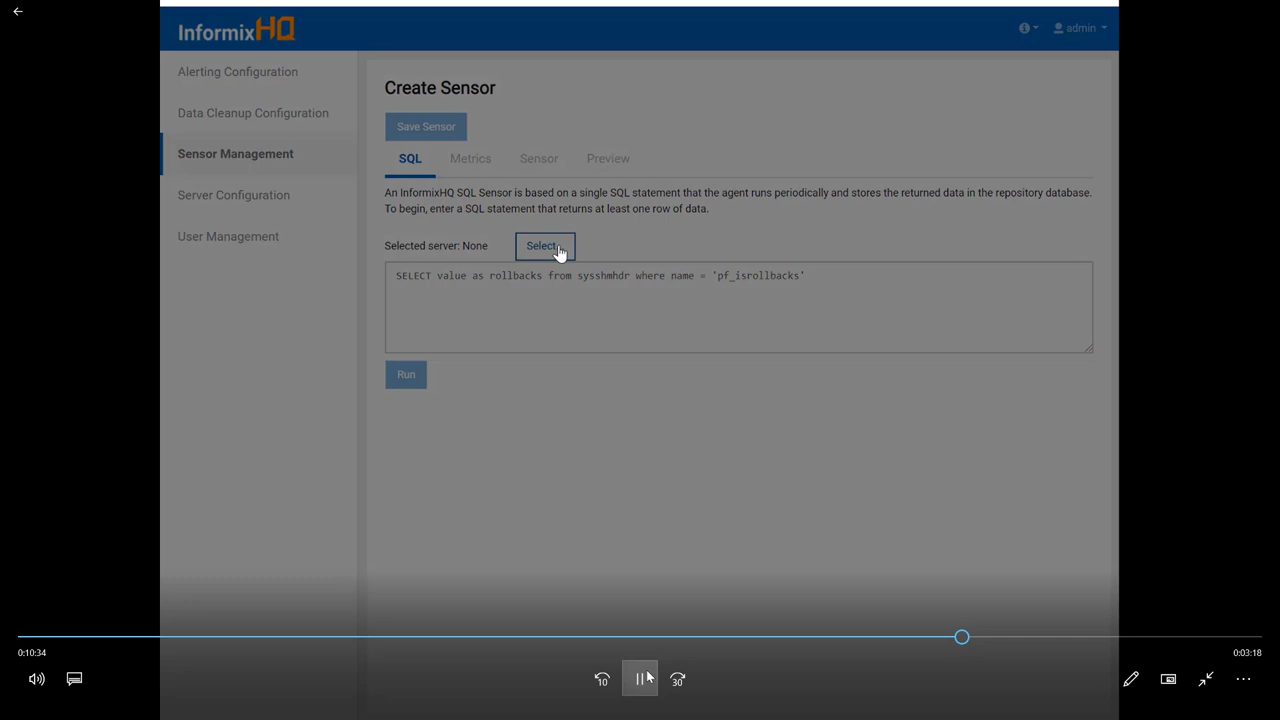 InformixHQ
admin
Alerting Configuration
Data Cleanup Configuration
Sensor Management
Server Configuration
User Management
Create Sensor
Save Sensor
SQL Metrics Sensor Preview
An InformixHQ SQL Sensor is based on a single SQL statement that the agent runs periodically and stores the returned data in the repository database.
To begin, enter a SQL statement that returns at least one row of data.
Selected server: None Select
SELECT value as rollbacks from sysshmhdr where name = 'pf_isrollbacks'
Run
0:10:34 0:03:18
10 30